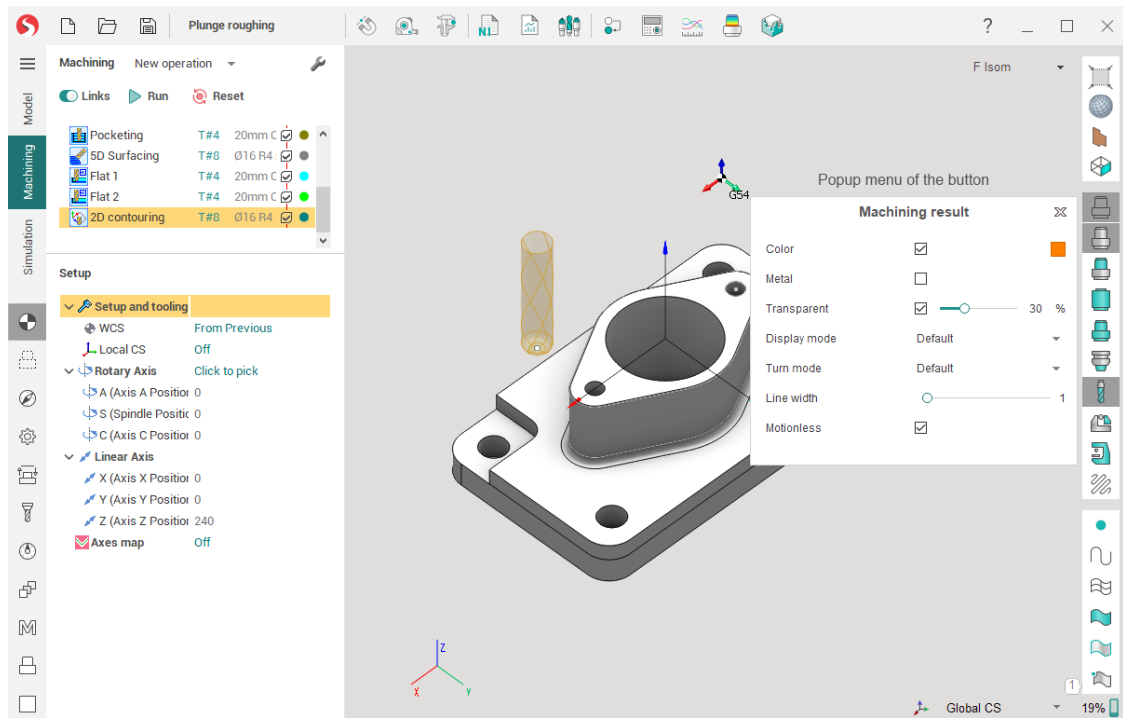 Plunge roughing
N1
?
Machining New operation
F Isom
Links Run Reset
Model
Machining
Simulation
Pocketing T#4 20mm C
5D Surfacing T#8 Ø16 R4
Flat 1 T#4 20mm C
Flat 2 T#4 20mm C
2D contouring T#8 Ø16 R4
G54
Popup menu of the button
Machining result
Color
Metal
Transparent 30 %
Display mode Default
Turn mode Default
Line width 1
Motionless
Setup
Setup and tooling
WCS From Previous
Local CS Off
Rotary Axis Click to pick
A (Axis A Position 0
S (Spindle Positic 0
C (Axis C Position 0
Linear Axis
X (Axis X Position 0
Y (Axis Y Position 0
Z (Axis Z Position 240
Axes map Off
M
Z
X
Y
1
Global CS 19%